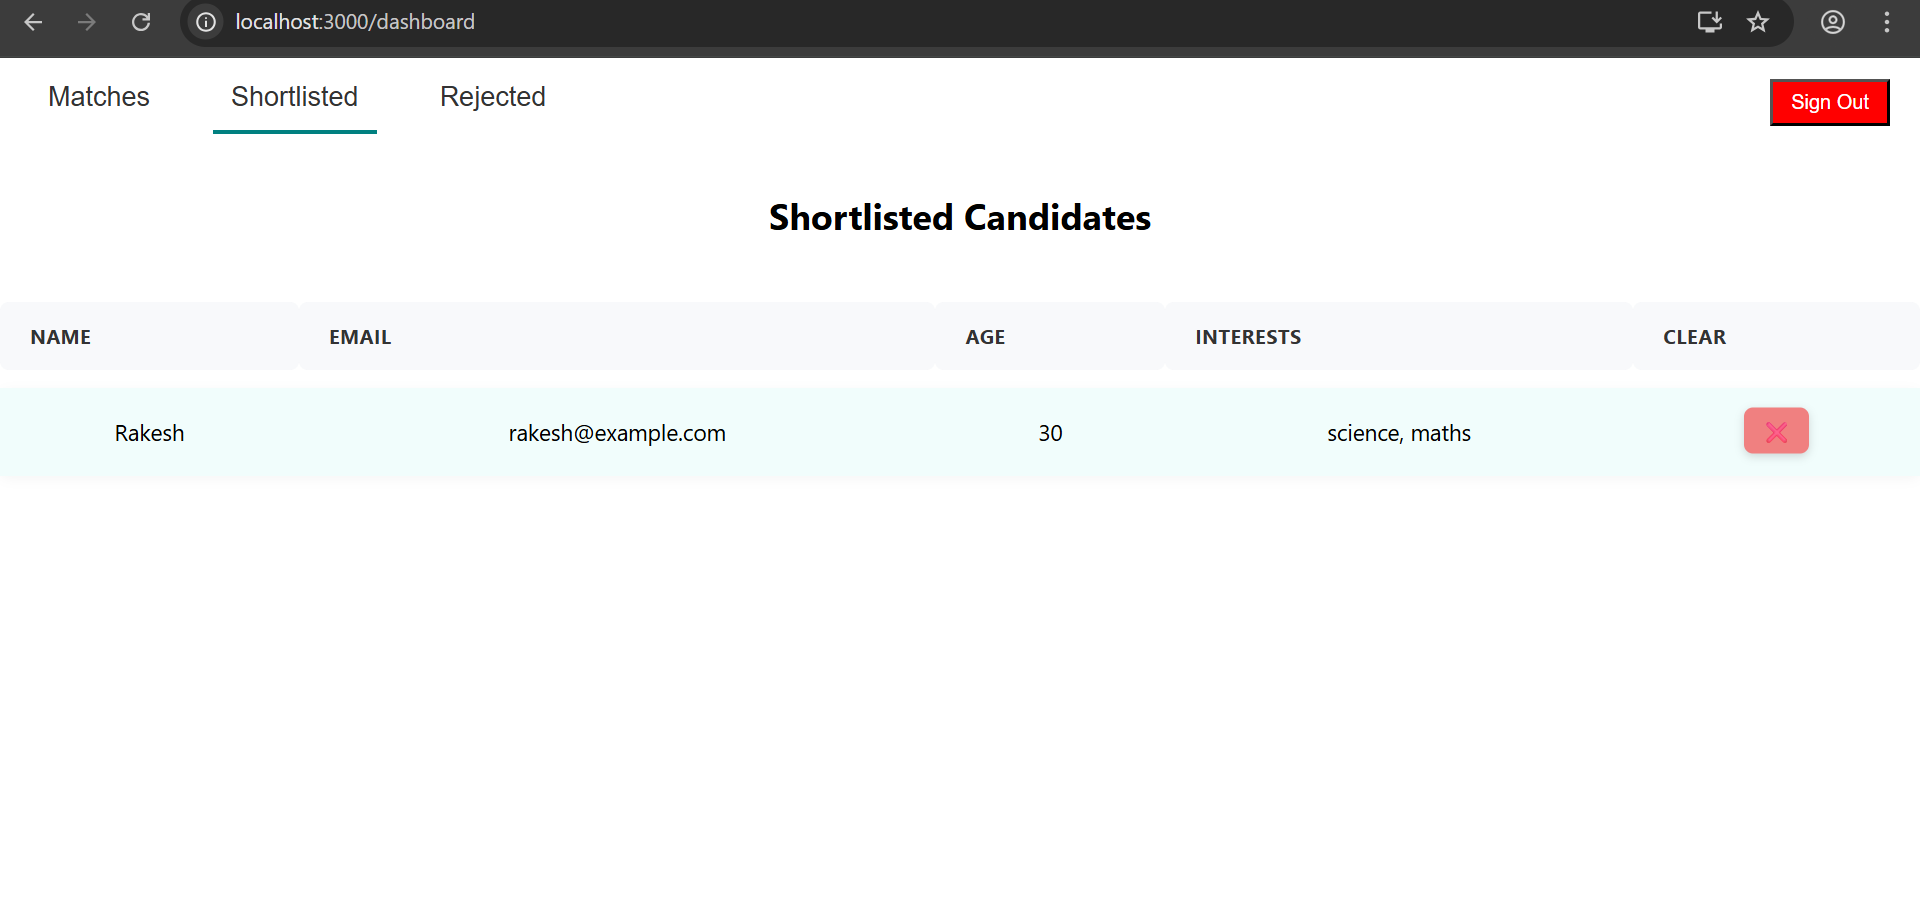 localhost:3000/dashboard
Matches Shortlisted Rejected Sign Out
Shortlisted Candidates
NAME EMAIL AGE INTERESTS CLEAR
Rakesh rakesh@example.com 30 science, maths